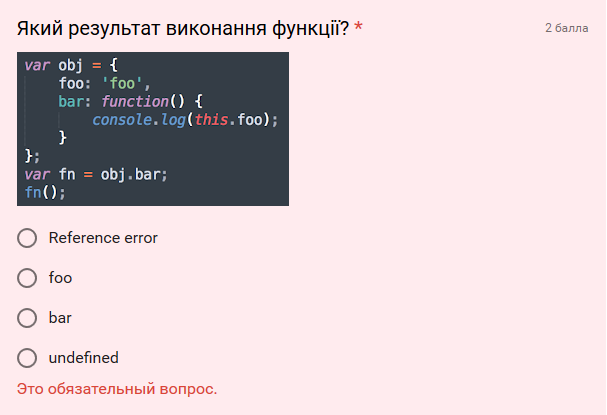 Який результат виконання функції? *
2 балла
var obj = {
    foo: 'foo',
    bar: function() {
        console.log(this.foo);
    }
};
var fn = obj.bar;
fn();
Reference error
foo
bar
undefined
Это обязательный вопрос.